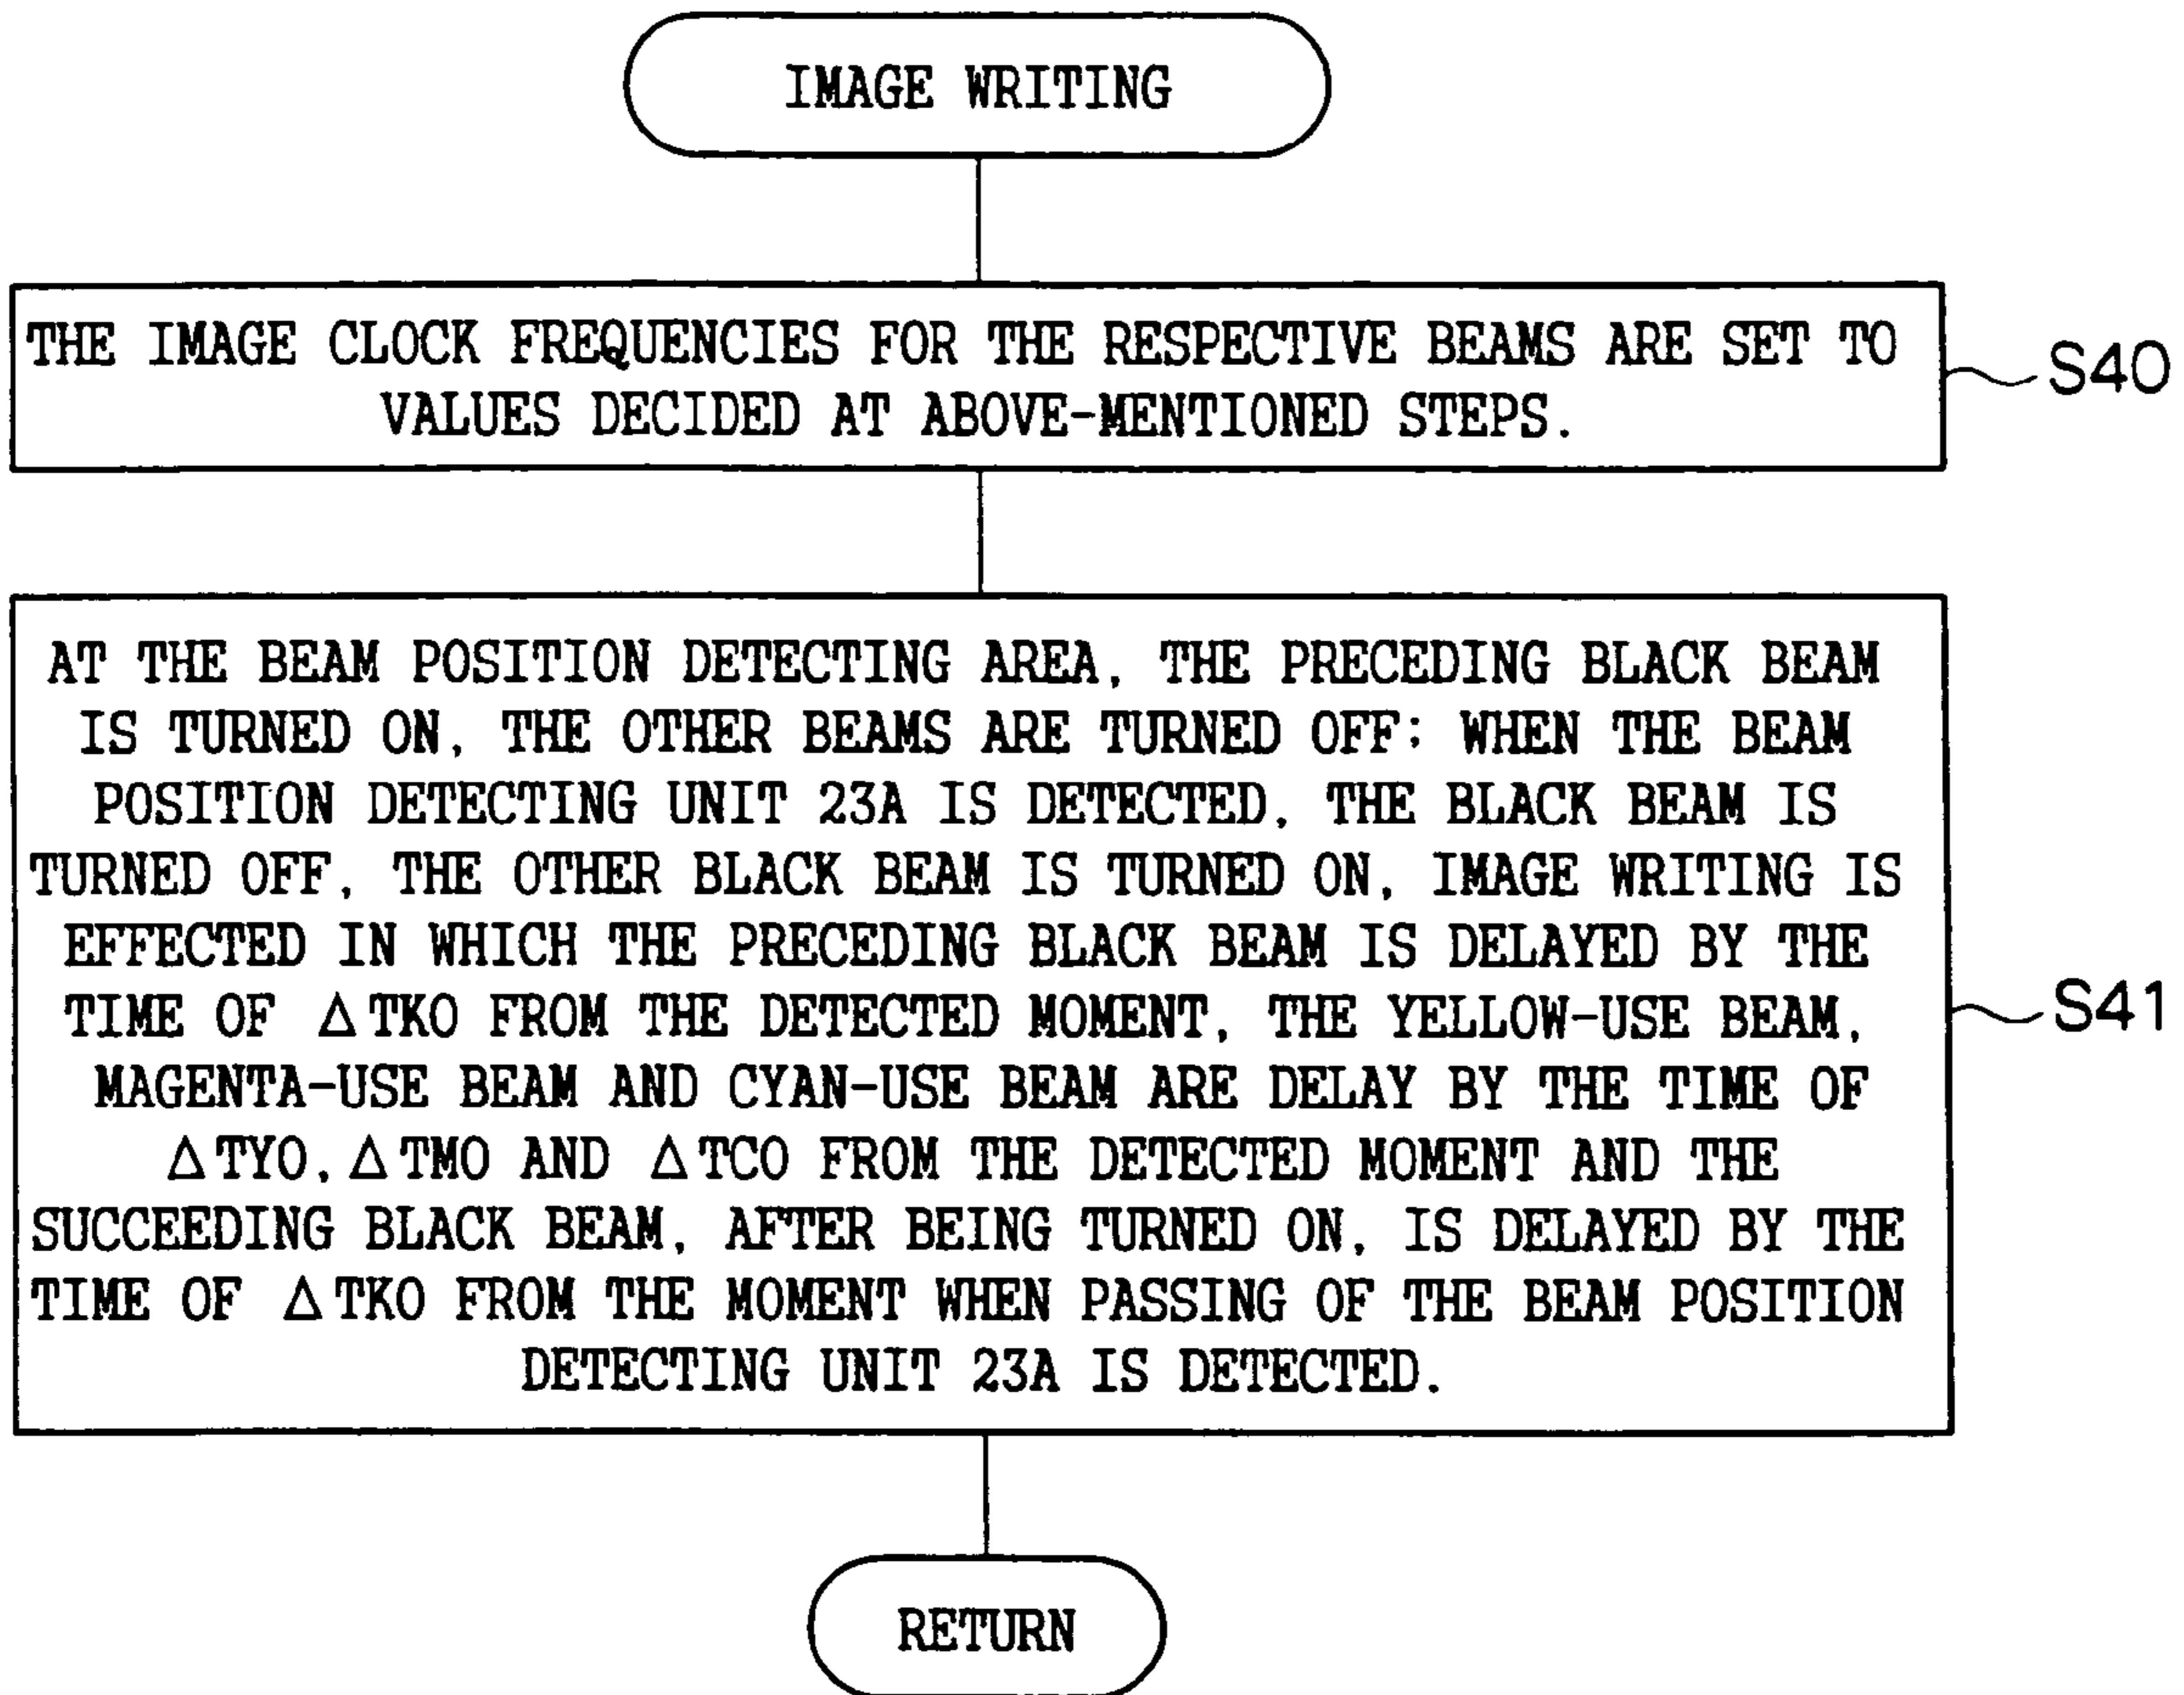 IMAGE WRITING
THE IMAGE CLOCK FREQUENCIES FOR THE RESPECTIVE BEAMS ARE SET TO
VALUES DECIDED AT ABOVE-MENTIONED STEPS.
S40
AT THE BEAM POSITION DETECTING AREA, THE PRECEDING BLACK BEAM
IS TURNED ON, THE OTHER BEAMS ARE TURNED OFF: WHEN THE BEAM
POSITION DETECTING UNIT 23A IS DETECTED, THE BLACK BEAM IS
TURNED OFF, THE OTHER BLACK BEAM IS TURNED ON, IMAGE WRITING IS
EFFECTED IN WHICH THE PRECEDING BLACK BEAM IS DELAYED BY THE
TIME OF ΔTKO FROM THE DETECTED MOMENT, THE YELLOW-USE BEAM,
MAGENTA-USE BEAM AND CYAN-USE BEAM ARE DELAY BY THE TIME OF
ΔTYO, ΔTMO AND ΔTCO FROM THE DETECTED MOMENT AND THE
SUCCEEDING BLACK BEAM, AFTER BEING TURNED ON, IS DELAYED BY THE
TIME OF ΔTKO FROM THE MOMENT WHEN PASSING OF THE BEAM POSITION
DETECTING UNIT 23A IS DETECTED.
S41
RETURN